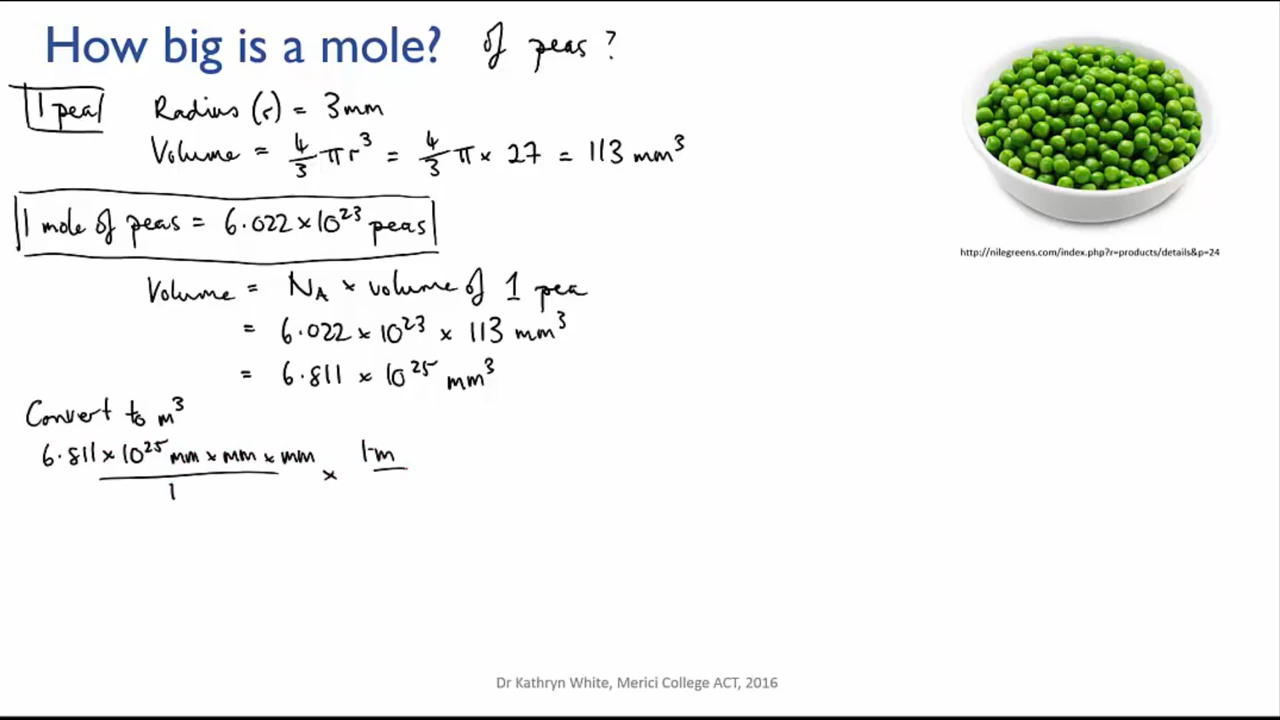 How big is a mole? of peas?
1 pea Radius (r) = 3mm
Volume = 4/3 πr³ = 4/3 π × 27 = 113 mm³
1 mole of peas = 6.022 × 10²³ peas
http://nilegreens.com/index.php?r=products/details&p=24
Volume = N_A × volume of 1 pea
= 6.022 × 10²³ × 113 mm³
= 6.811 × 10²⁵ mm³
Convert to m³
6.811 × 10²⁵ mm × mm × mm / 1 × 1 m
Dr Kathryn White, Merici College ACT, 2016